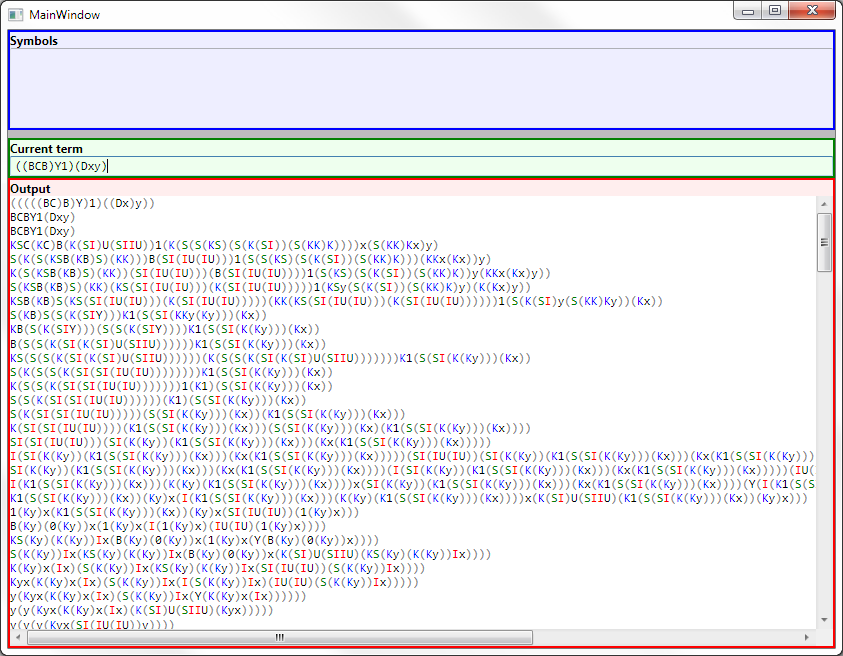 MainWindow
Symbols
Current term
((BCB)Y1)(Dxy)
Output
(((((BC)B)Y)1)((Dx)y))
BCBY1(Dxy)
BCBY1(Dxy)
KSC(KC)B(K(SI)U(SIIU))1(K(S(S(KS)(S(K(SI))(S(KK)K))))x(S(KK)Kx)y)
S(K(S(KSB(KB)S)(KK)))B(SI(IU(IU)))1(S(S(KS)(S(K(SI))(S(KK)K)))(KKx(Kx))y)
K(S(KSB(KB)S)(KK))(SI(IU(IU)))(B(SI(IU(IU))))1(S(KS)(S(K(SI))(S(KK)K))y(KKx(Kx)y))
S(KSB(KB)S)(KK)(KS(SI(IU(IU)))(K(SI(IU(IU)))))1(KSy(S(K(SI))(S(KK)K)y)(K(Kx)y))
KSB(KB)S(KS(SI(IU(IU)))(K(SI(IU(IU)))))(KK(KS(SI(IU(IU)))(K(SI(IU(IU))))))1(S(K(SI)y(S(KK)Ky))(Kx))
S(KB)S(S(K(SIY)))K1(S(SI(KKy(Ky)))(Kx))
KB(S(K(SIY)))(S(S(K(SIY))))K1(S(SI(K(Ky)))(Kx))
B(S(S(K(SI(K(SI)U(SIIU))))))K1(S(SI(K(Ky)))(Kx))
KS(S(S(K(SI(K(SI)U(SIIU))))))(K(S(S(K(SI(K(SI)U(SIIU)))))))K1(S(SI(K(Ky)))(Kx))
S(K(S(S(K(SI(SI(IU(IU))))))))K1(S(SI(K(Ky)))(Kx))
K(S(S(K(SI(SI(IU(IU)))))))1(K1)(S(SI(K(Ky)))(Kx))
S(S(K(SI(SI(IU(IU))))))(K1)(S(SI(K(Ky)))(Kx))
S(K(SI(SI(IU(IU)))))(S(SI(K(Ky)))(Kx))(K1(S(SI(K(Ky)))(Kx)))
K(SI(SI(IU(IU))))(K1(S(SI(K(Ky)))(Kx)))(S(SI(K(Ky)))(Kx)(K1(S(SI(K(Ky)))(Kx))))
SI(SI(IU(IU)))(SI(K(Ky))(K1(S(SI(K(Ky)))(Kx)))(Kx(K1(S(SI(K(Ky)))(Kx)))))
I(SI(K(Ky))(K1(S(SI(K(Ky)))(Kx)))(Kx(K1(S(SI(K(Ky)))(Kx)))))(SI(IU(IU))(SI(K(Ky))(K1(S(SI(K(Ky)))(Kx)))(Kx(K1(S(SI(K(Ky)))
SI(K(Ky))(K1(S(SI(K(Ky)))(Kx)))(Kx(K1(S(SI(K(Ky)))(Kx))))(I(SI(K(Ky))(K1(S(SI(K(Ky)))(Kx)))(Kx(K1(S(SI(K(Ky)))(Kx)))))(IU(
I(K1(S(SI(K(Ky)))(Kx)))(K(Ky)(K1(S(SI(K(Ky)))(Kx))))x(SI(K(Ky))(K1(S(SI(K(Ky)))(Kx)))(Kx(K1(S(SI(K(Ky)))(Kx))))(Y(I(K1(S(S
K1(S(SI(K(Ky)))(Kx))(Ky)x(I(K1(S(SI(K(Ky)))(Kx)))(K(Ky)(K1(S(SI(K(Ky)))(Kx))))x(K(SI)U(SIIU)(K1(S(SI(K(Ky)))(Kx))(Ky)x)))
1(Ky)x(K1(S(SI(K(Ky)))(Kx))(Ky)x(SI(IU(IU))(1(Ky)x)))
B(Ky)(0(Ky))x(1(Ky)x(I(1(Ky)x)(IU(IU)(1(Ky)x))))
KS(Ky)(K(Ky))Ix(B(Ky)(0(Ky))x(1(Ky)x(Y(B(Ky)(0(Ky))x))))
S(K(Ky))Ix(KS(Ky)(K(Ky))Ix(B(Ky)(0(Ky))x(K(SI)U(SIIU)(KS(Ky)(K(Ky))Ix))))
K(Ky)x(Ix)(S(K(Ky))Ix(KS(Ky)(K(Ky))Ix(SI(IU(IU))(S(K(Ky))Ix))))
Kyx(K(Ky)x(Ix)(S(K(Ky))Ix(I(S(K(Ky))Ix)(IU(IU)(S(K(Ky))Ix)))))
y(Kyx(K(Ky)x(Ix)(S(K(Ky))Ix(Y(K(Ky)x(Ix))))))
y(y(Kyx(K(Ky)x(Ix)(K(SI)U(SIIU)(Kyx)))))
y(y(y(Kyx(SI(IU(IU))y))))